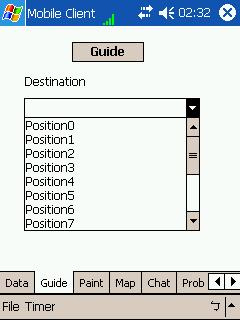 Mobile Client 02:32
Guide
Destination
Position0
Position1
Position2
Position3
Position4
Position5
Position6
Position7
Data Guide Paint Map Chat Prob
File Timer